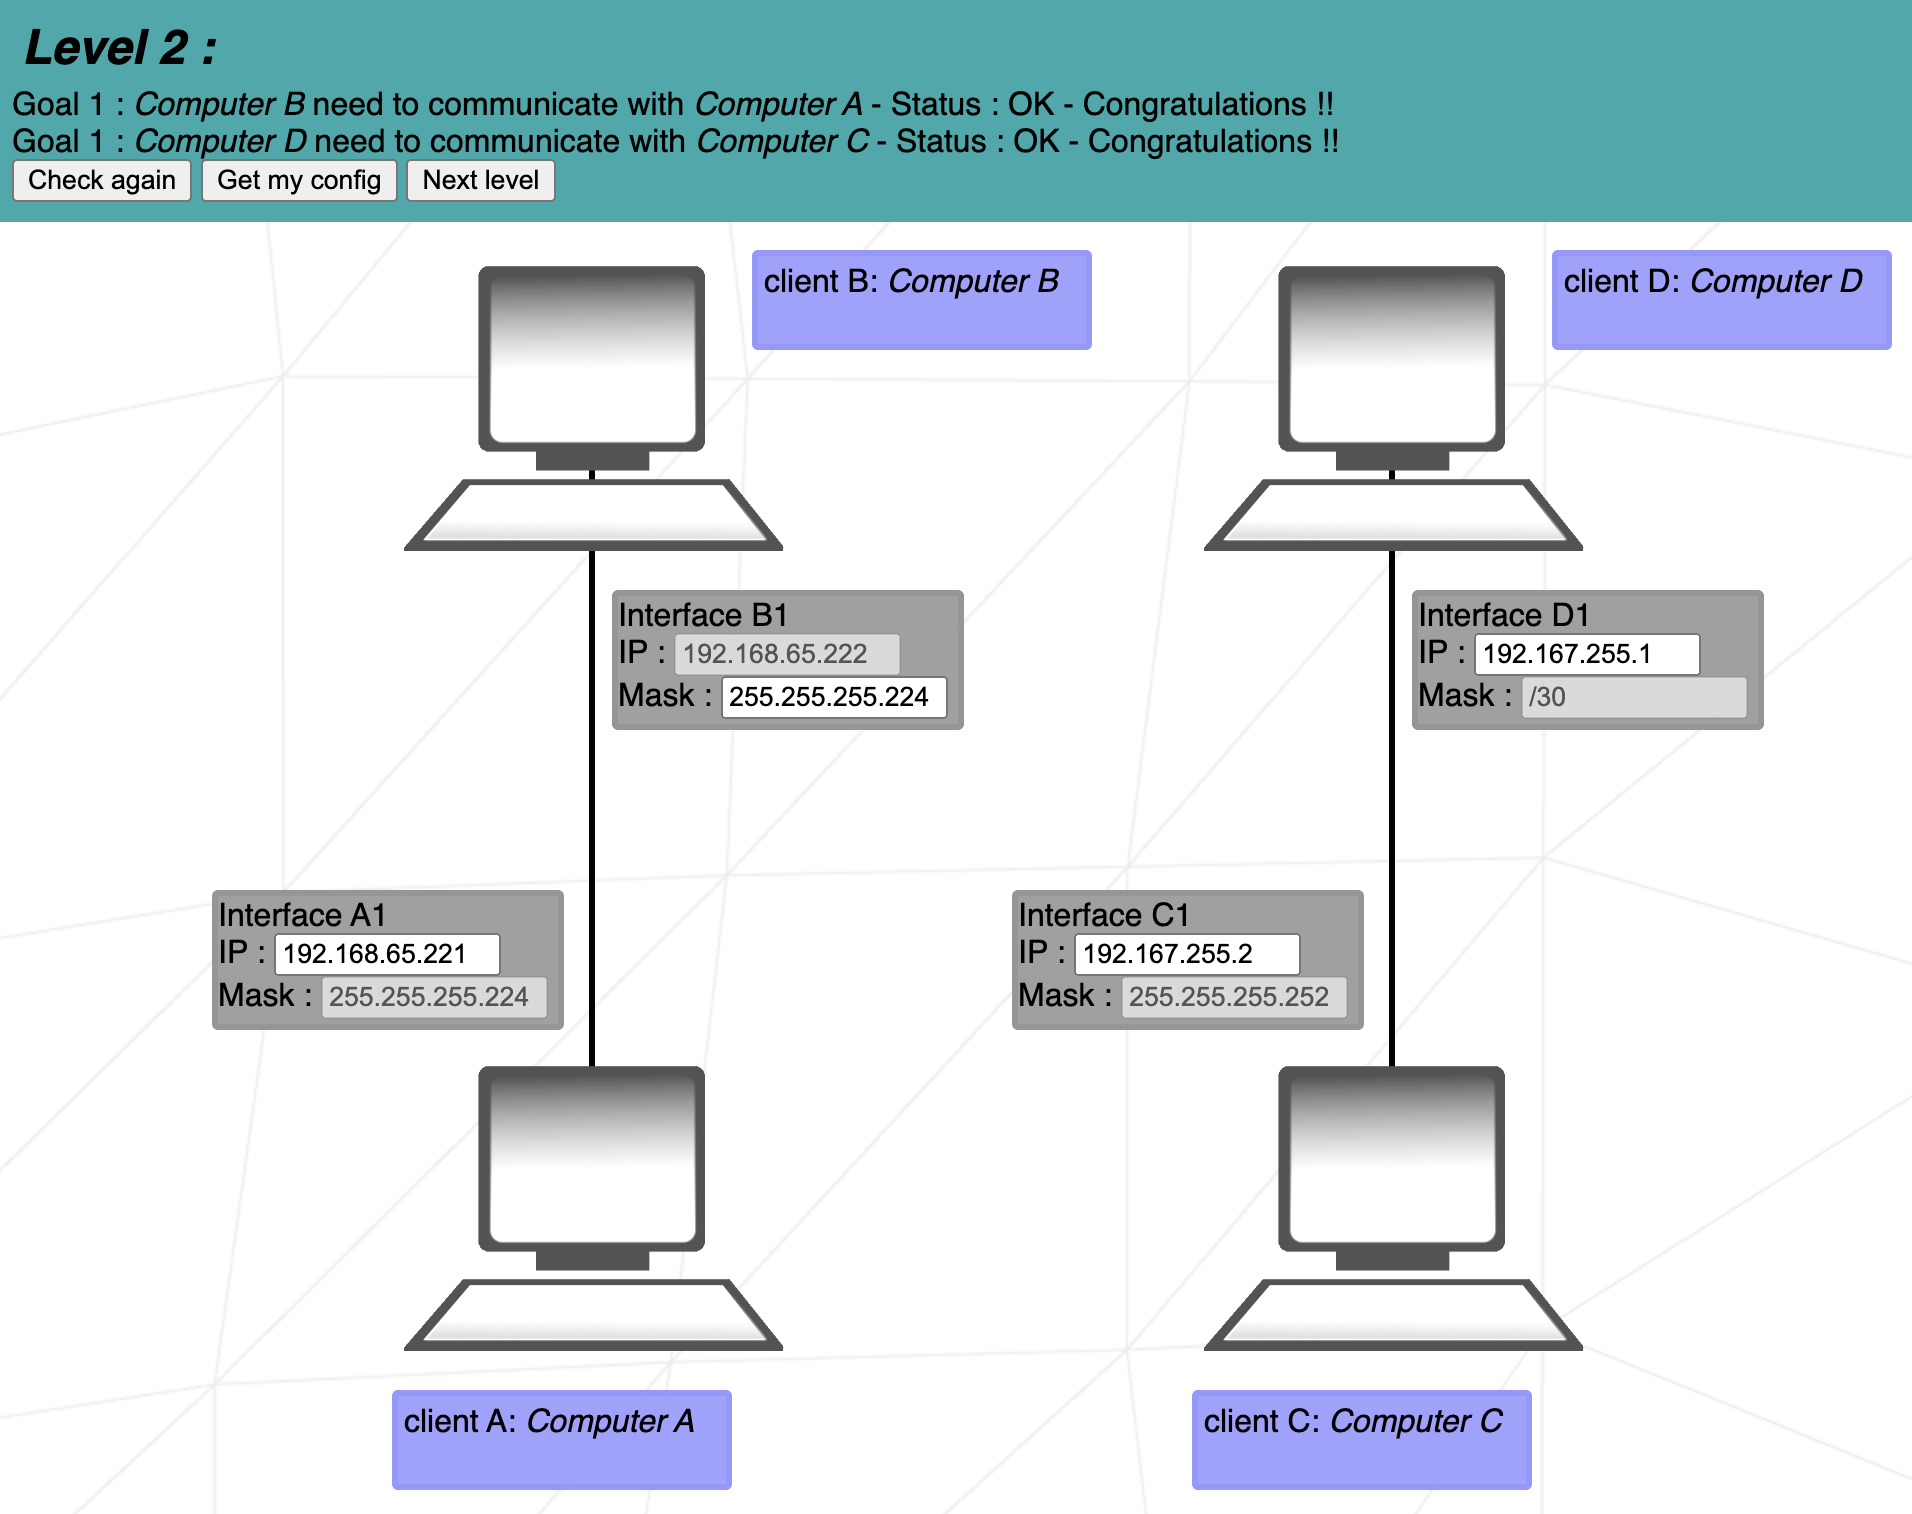 Level 2 :
Goal 1 : Computer B need to communicate with Computer A - Status : OK - Congratulations !!
Goal 1 : Computer D need to communicate with Computer C - Status : OK - Congratulations !!
Check again Get my config Next level
client B: Computer B
client D: Computer D
Interface B1
IP : 192.168.65.222
Mask : 255.255.255.224
Interface D1
IP : 192.167.255.1
Mask : /30
Interface A1
IP : 192.168.65.221
Mask : 255.255.255.224
Interface C1
IP : 192.167.255.2
Mask : 255.255.255.252
client A: Computer A
client C: Computer C